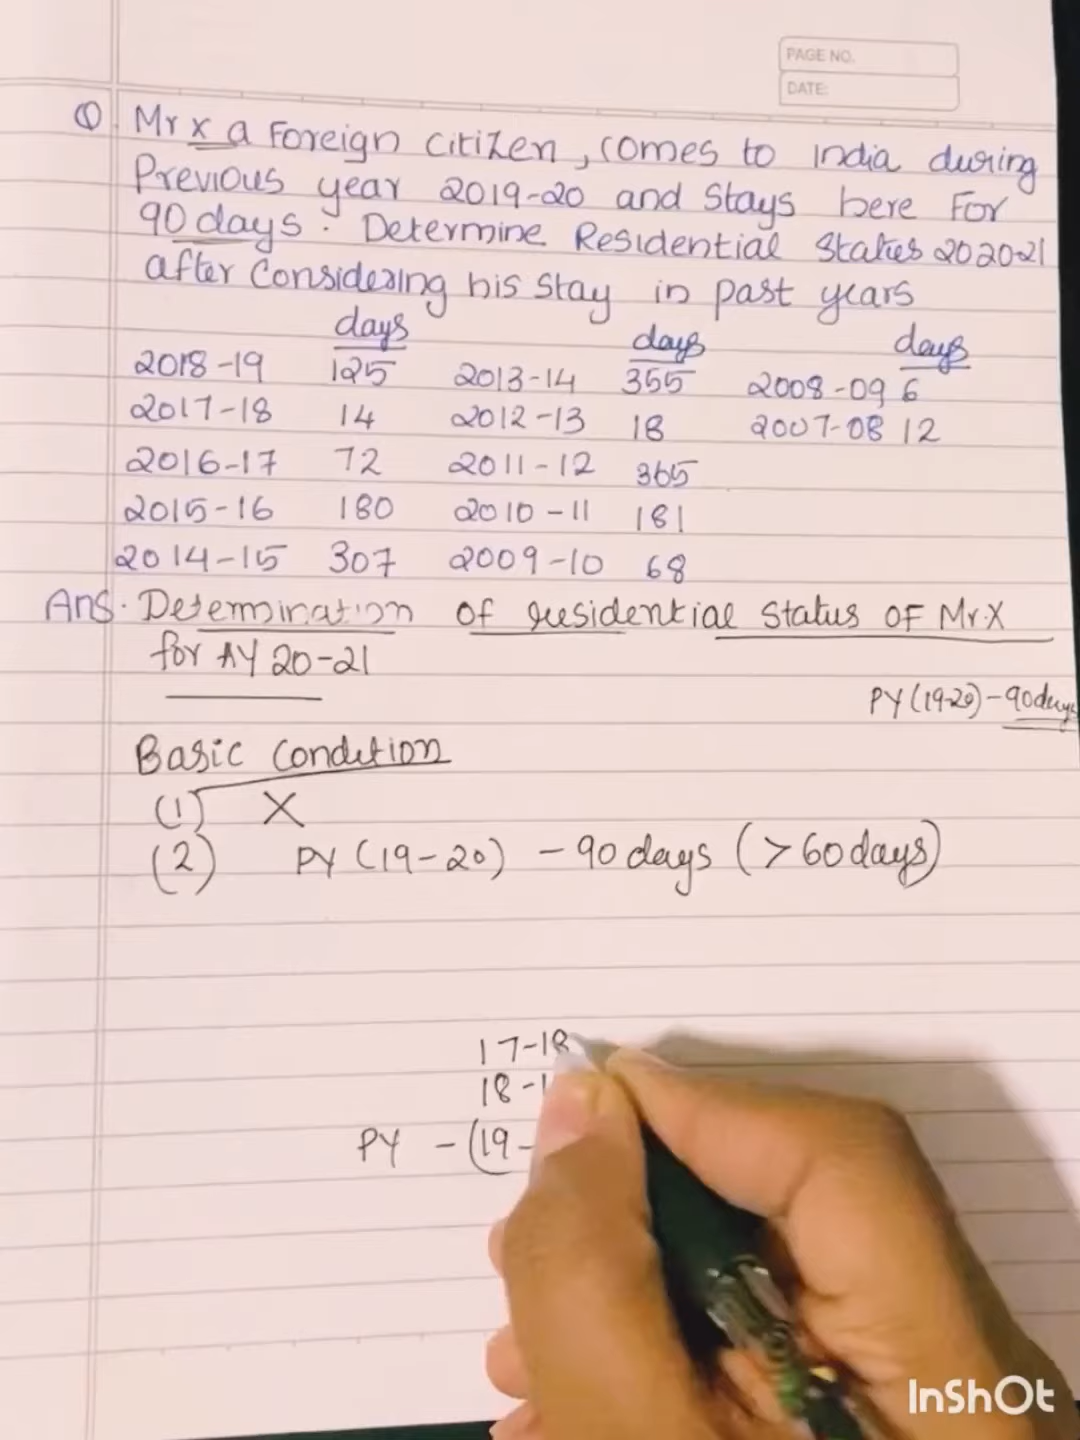 PAGE NO.
DATE:
Q. Mr x a Foreign citizen, comes to India during
Previous year 2019-20 and stays here For
90 days. Determine Residential Status 2020-21
after considering his stay in past years
days days days
2018-19 125 2013-14 355 2008-09 6
2017-18 14 2012-13 18 2007-08 12
2016-17 72 2011-12 365
2015-16 180 2010-11 181
2014-15 307 2009-10 68
Ans. Determination of residential status OF Mr.X
for AY 20-21
PY (19-20) - 90 days
Basic Condition
(1) X
(2) PY (19-20) - 90 days (>60 days)
17-18
18-1
PY - (19-
InShOt